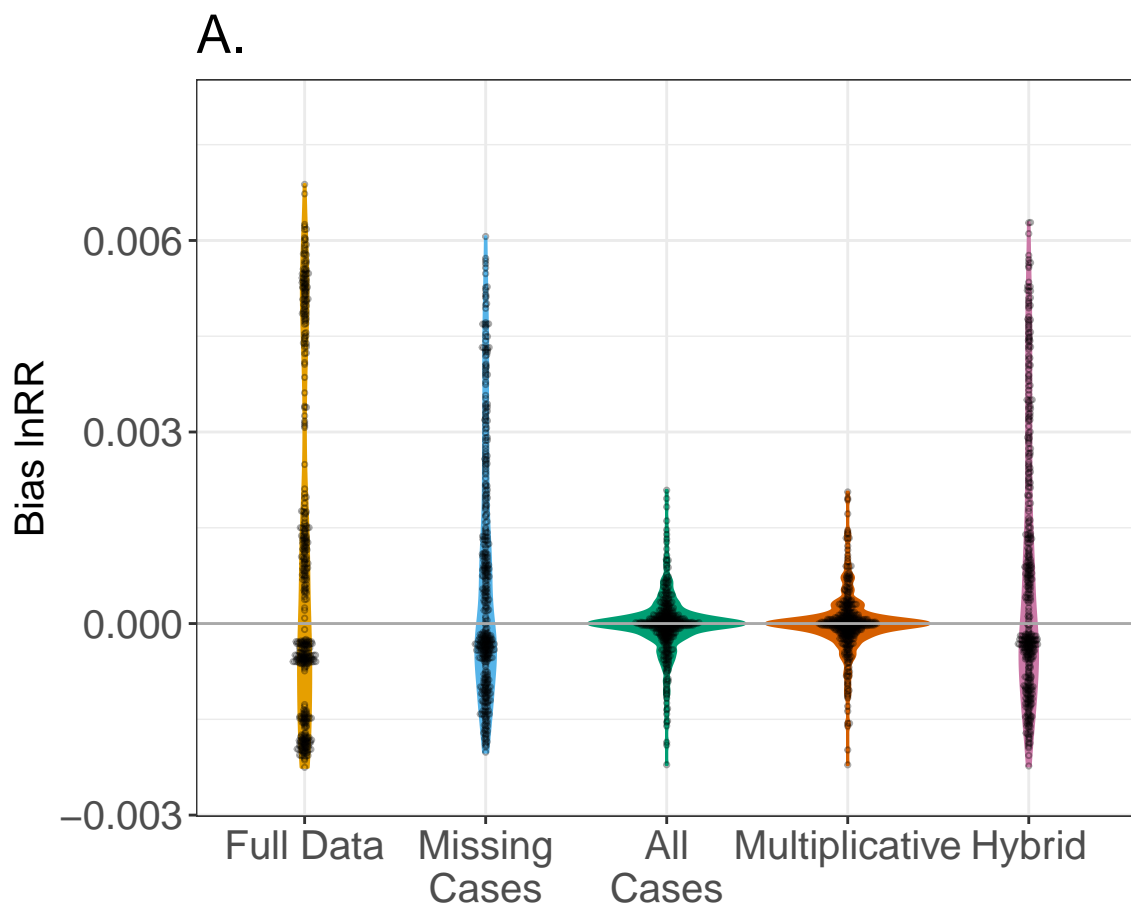 A.
Bias lnRR
0.006
0.003
0.000
−0.003
Full Data
Missing
Cases
All
Cases
Multiplicative
Hybrid